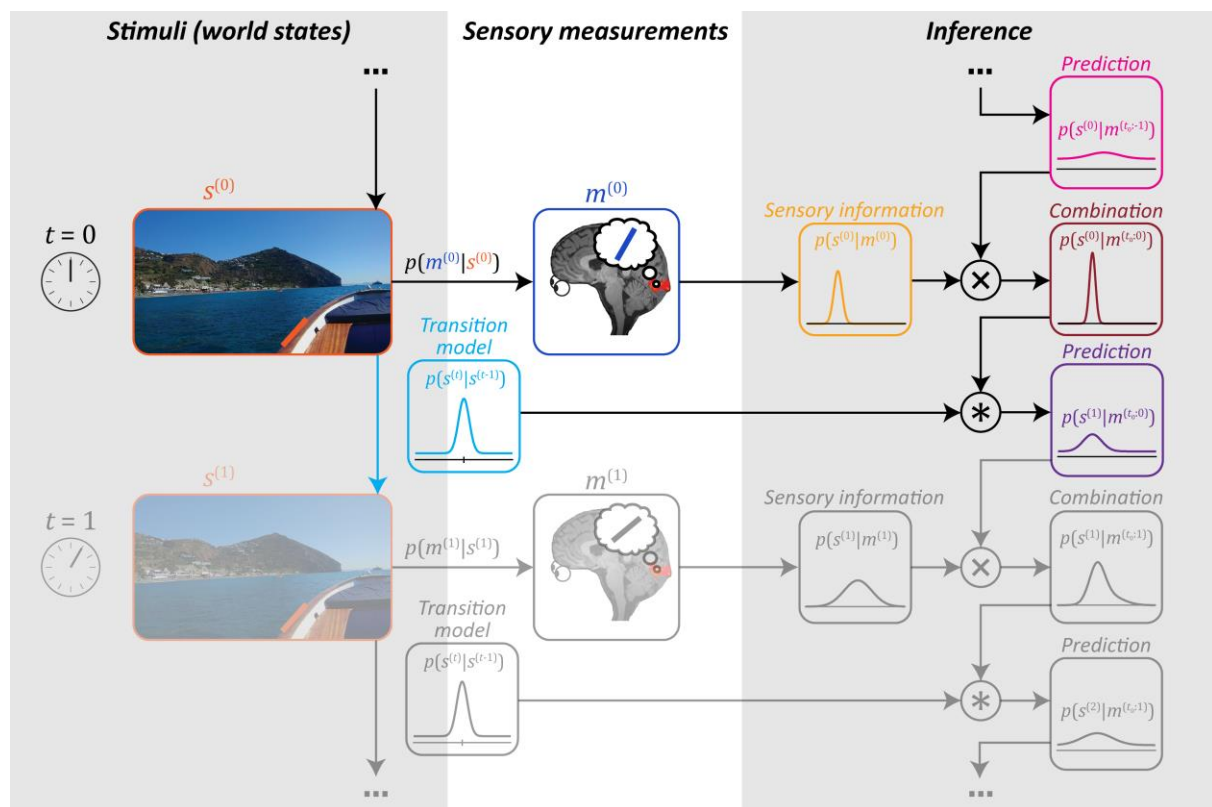 Stimuli (world states)
Sensory measurements
Inference
...
...
Prediction
p(s⁽⁰⁾|m⁽ᵗ⁰:⁻¹⁾)
s⁽⁰⁾
m⁽⁰⁾
Sensory information
Combination
t = 0
p(m⁽⁰⁾|s⁽⁰⁾)
p(s⁽⁰⁾|m⁽⁰⁾)
×
p(s⁽⁰⁾|m⁽ᵗ⁰:⁰⁾)
Transition
model
p(s⁽ᵗ⁾|s⁽ᵗ⁻¹⁾)
Prediction
*
p(s⁽¹⁾|m⁽ᵗ⁰:⁰⁾)
s⁽¹⁾
m⁽¹⁾
Sensory information
Combination
t = 1
p(m⁽¹⁾|s⁽¹⁾)
p(s⁽¹⁾|m⁽¹⁾)
×
p(s⁽¹⁾|m⁽ᵗ⁰:¹⁾)
Transition
model
p(s⁽ᵗ⁾|s⁽ᵗ⁻¹⁾)
Prediction
*
p(s⁽²⁾|m⁽ᵗ⁰:¹⁾)
...
...